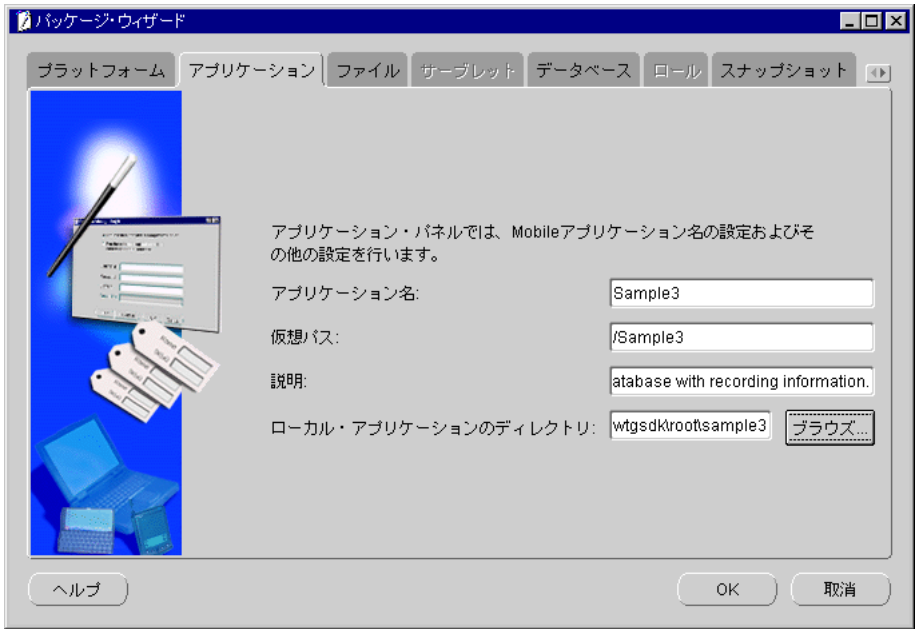 パッケージ・ウィザード
プラットフォーム アプリケーション ファイル サーブレット データベース ロール スナップショット
アプリケーション・パネルでは、Mobileアプリケーション名の設定およびそ
の他の設定を行います。
アプリケーション名: Sample3
仮想パス: /Sample3
説明: atabase with recording information.
ローカル・アプリケーションのディレクトリ: wtgsdk\root\sample3 ブラウズ...
ヘルプ OK 取消